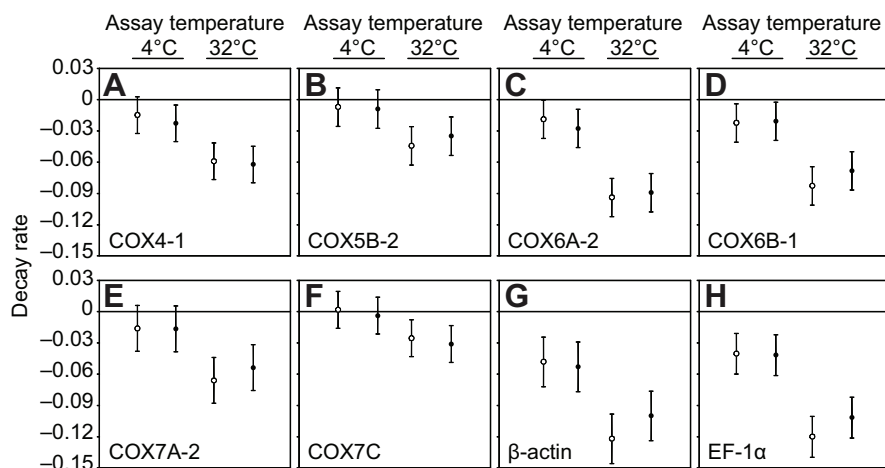 Assay temperature Assay temperature Assay temperature Assay temperature
4°C 32°C 4°C 32°C 4°C 32°C 4°C 32°C
0.03
A B C D
0
–0.03
–0.06
–0.09
–0.12
COX4-1 COX5B-2 COX6A-2 COX6B-1
–0.15
Decay rate
0.03
E F G H
0
–0.03
–0.06
–0.09
–0.12
COX7A-2 COX7C β-actin EF-1α
–0.15